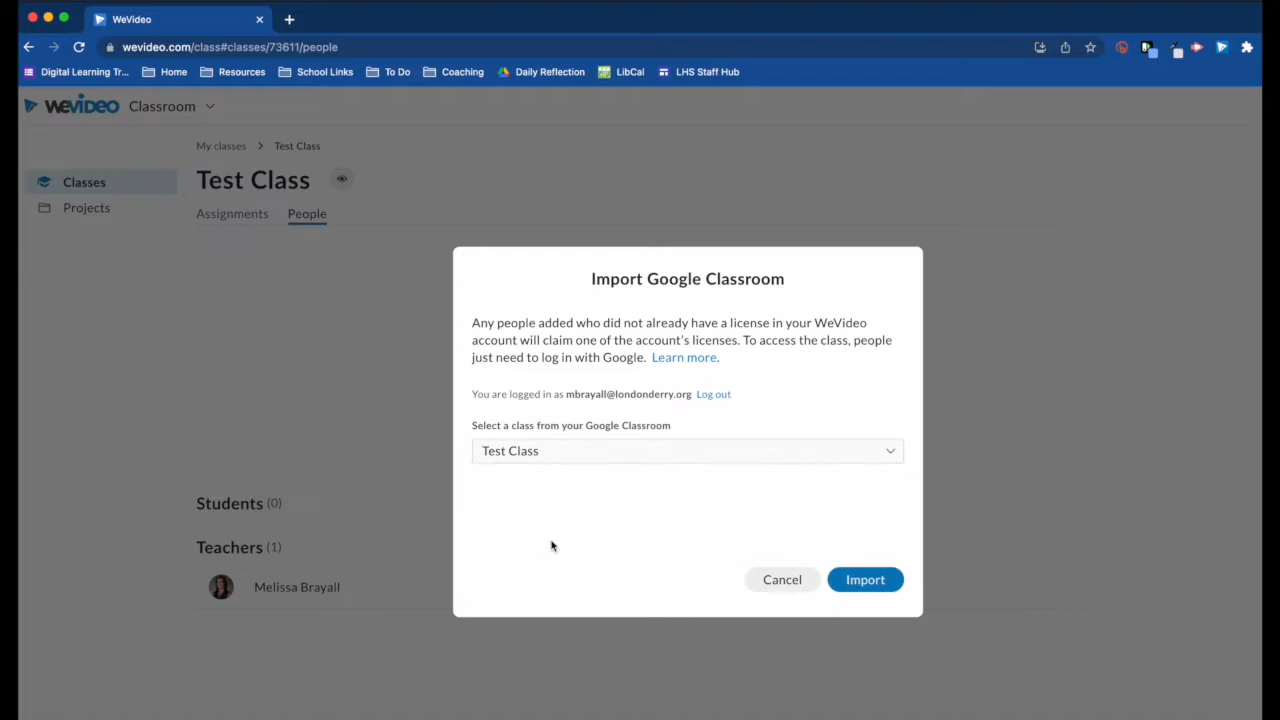 WeVideo
wevideo.com/class#classes/73611/people
Digital Learning Tr... Home Resources School Links To Do Coaching Daily Reflection LibCal LHS Staff Hub
WEVIDEO Classroom
My classes > Test Class
Classes
Test Class
Projects
Assignments People
Import Google Classroom
Any people added who did not already have a license in your WeVideo
account will claim one of the account's licenses. To access the class, people
just need to log in with Google. Learn more.
You are logged in as mbrayall@londonderry.org Log out
Select a class from your Google Classroom
Test Class
Students (0)
Teachers (1)
Cancel Import
Melissa Brayall